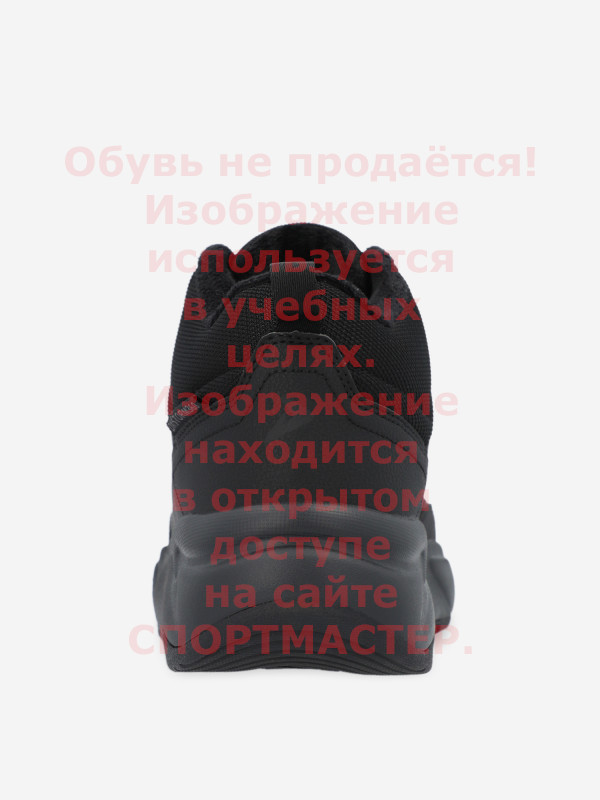 Обувь не продаётся!
Изображение
используется
в учебных
целях.
Изображение
находится
в открытом
доступе
на сайте
СПОРТМАСТЕР.